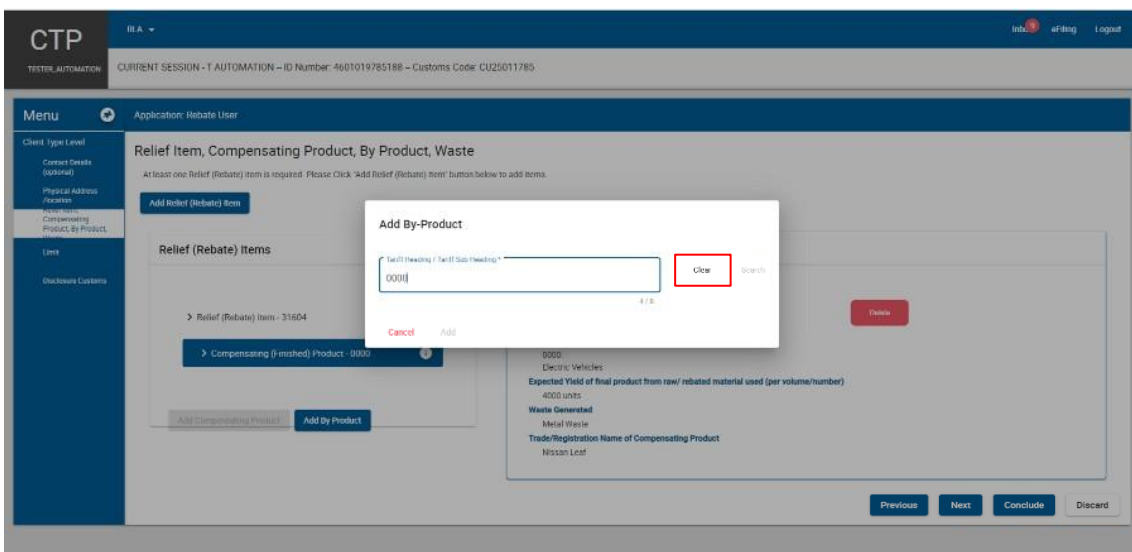 CTP
TESTER_AUTOMATION
RLA
9
eFiling
Logout
CURRENT SESSION - T AUTOMATION – ID Number: 4601019785188 – Customs Code: CU25011785
Menu
Application: Rebate User
Client Type Level
Contact Details
(optional)
Physical Address
/location
Compensating
Product, By Product,
Limit
Disclosure Customs
Relief Item, Compensating Product, By Product, Waste
At least one Relief (Rebate) item is required. Please Click 'Add Relief (Rebate) Item' button below to add items.
Add Relief (Rebate) Item
Relief (Rebate) Items
Relief (Rebate) Item - 31604
Compensating (Finished) Product - 0000
Add Compensating Product
Add By Product
Add By-Product
Tariff Heading / Tariff Sub Heading *
0000
4 / 8
Clear
Search
Cancel
Add
Delete
0000
Electric Vehicles
Expected Yield of final product from raw/ rebated material used (per volume/number)
4000 units
Waste Generated
Metal Waste
Trade/Registration Name of Compensating Product
Nissan Leaf
Previous
Next
Conclude
Discard